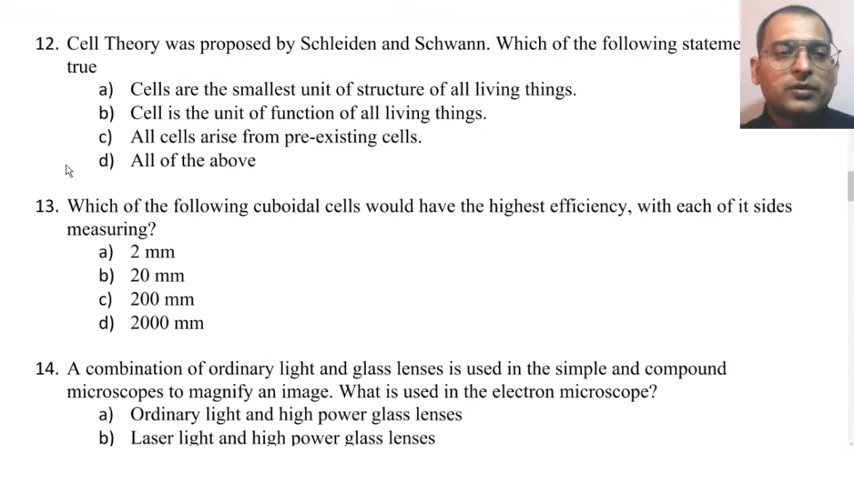 12. Cell Theory was proposed by Schleiden and Schwann. Which of the following
true
a) Cells are the smallest unit of structure of all living things.
b) Cell is the unit of function of all living things.
c) All cells arise from pre-existing cells.
d) All of the above
13. Which of the following cuboidal cells would have the highest efficiency, with each of it sides
measuring?
a) 2 mm
b) 20 mm
c) 200 mm
d) 2000 mm
14. A combination of ordinary light and glass lenses is used in the simple and compound
microscopes to magnify an image. What is used in the electron microscope?
a) Ordinary light and high power glass lenses
b) Laser light and high power glass lenses